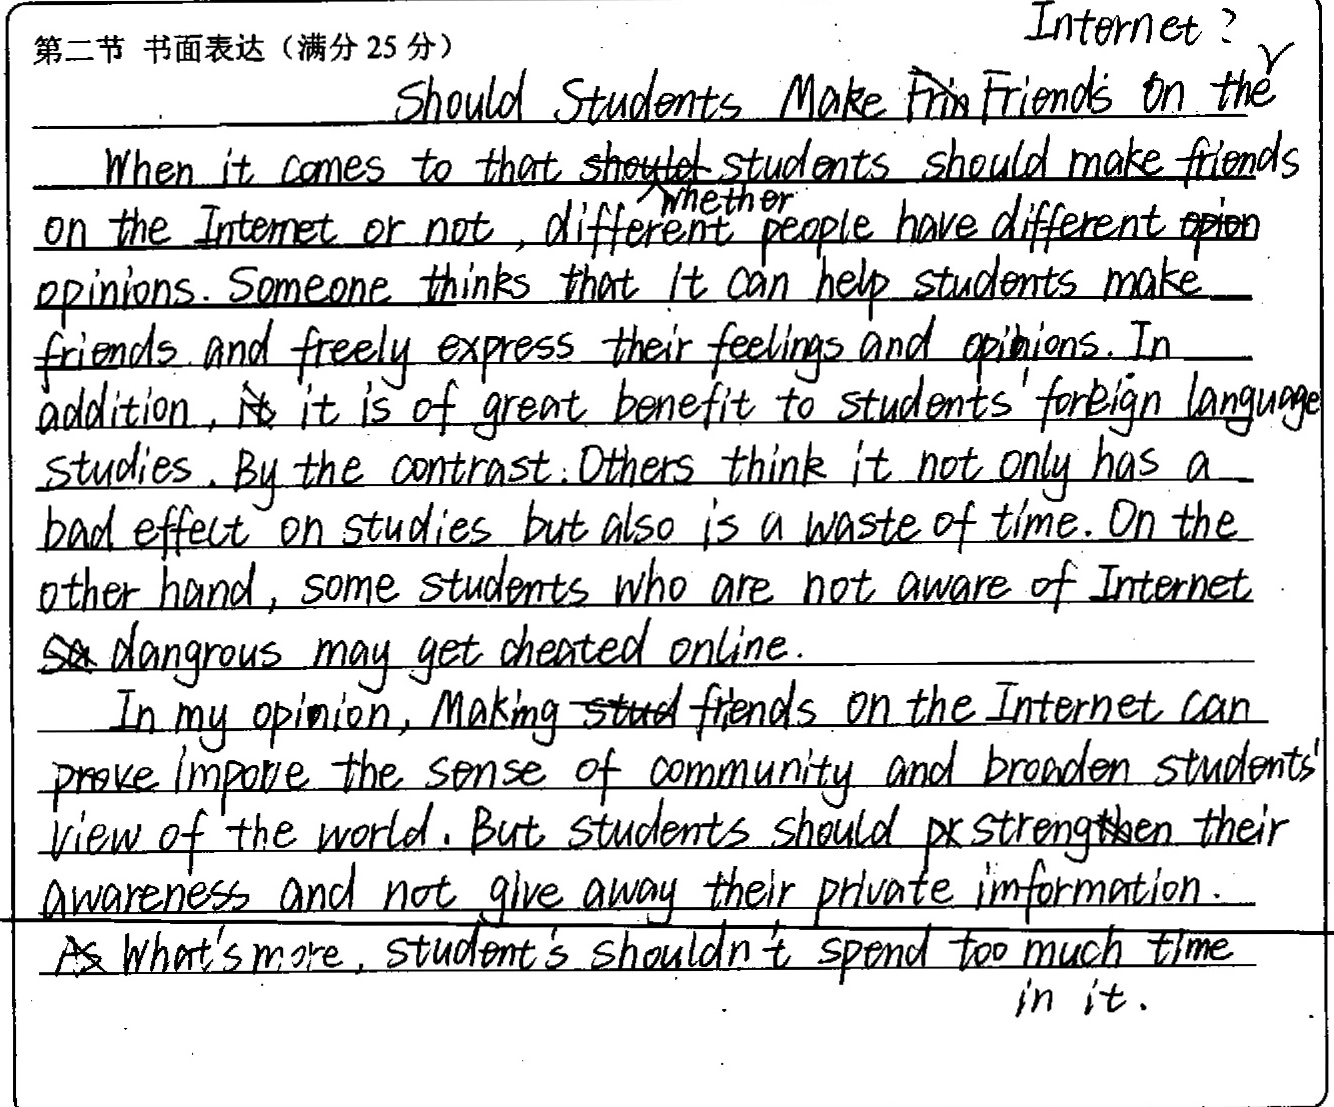 第二节 书面表达（满分 25 分）
Should Students Make Friends On the Internet?
When it comes to that whether students should make friends
on the Internet or not, different people have different
opinions. Someone thinks that it can help students make
friends and freely express their feelings and opinions. In
addition, it is of great benefit to students' foreign language
studies. By the contrast. Others think it not only has a
bad effect on studies but also is a waste of time. On the
other hand, some students who are not aware of Internet
dangrous may get cheated online.
In my opinion, Making friends on the Internet can
imporve the sense of community and broaden students'
view of the world. But students should strengthen their
awareness and not give away their private imformation.
What's more, student's shouldn't spend too much time
in it.